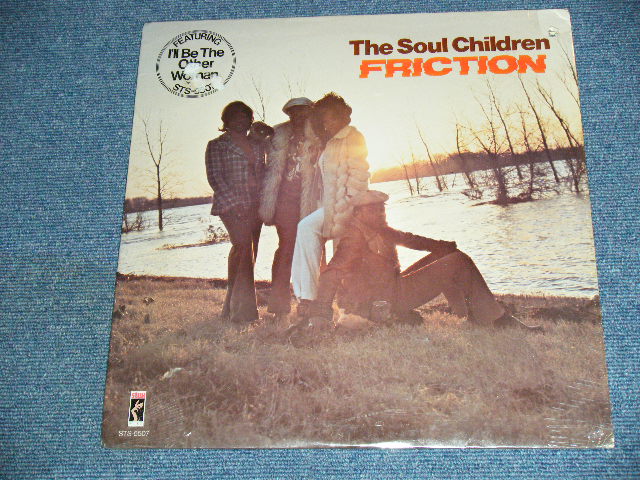 FEATURING
I'll Be The
Other
Woman
The Soul Children
FRICTION
STS-5507